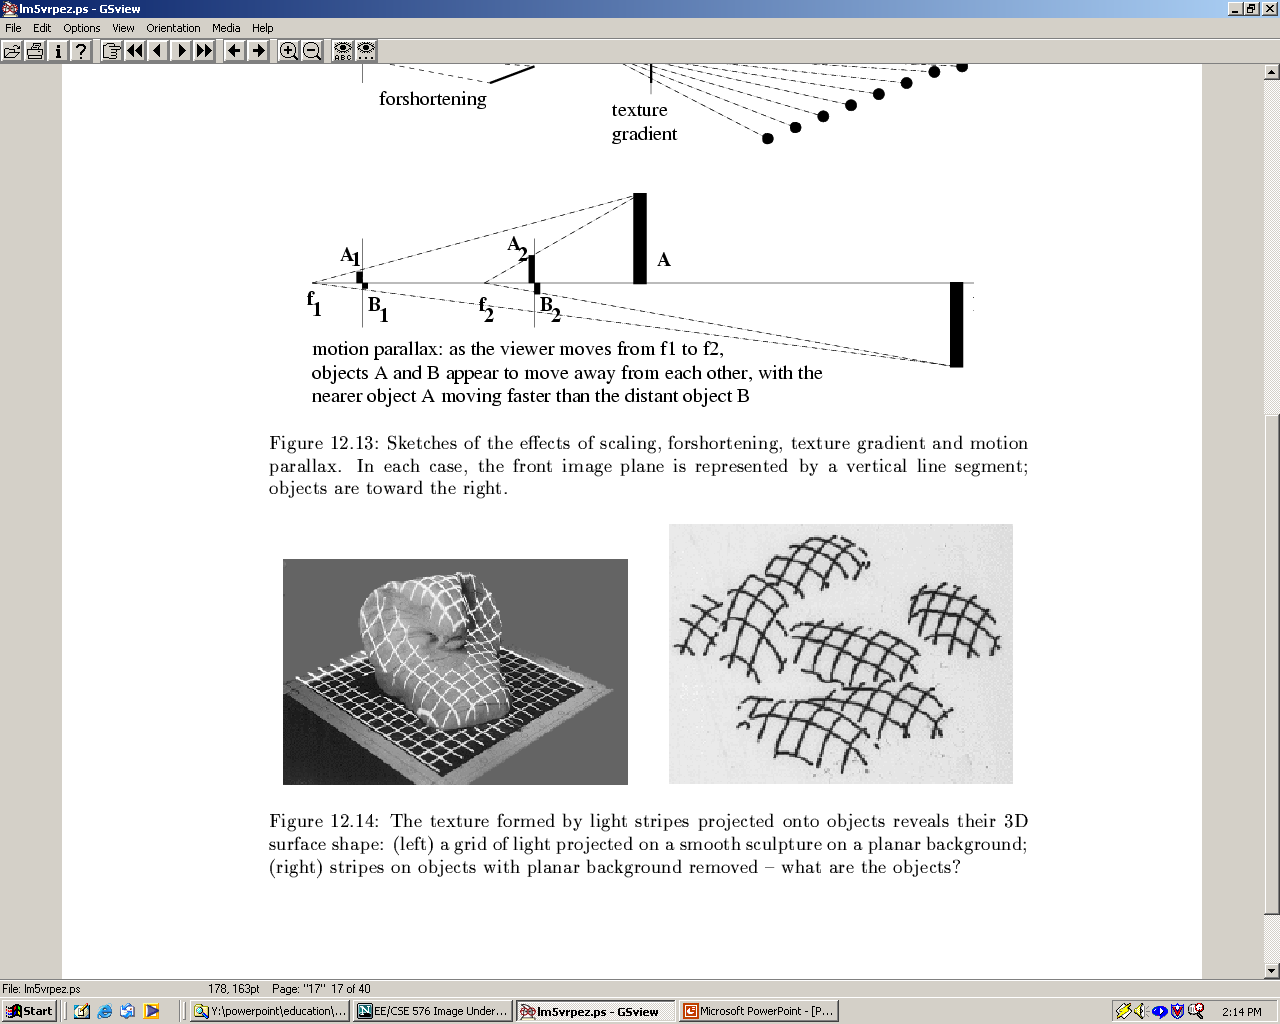 lm5vrpez.ps - GSview
File Edit Options View Orientation Media Help
forshortening
texture
gradient
A1
A2
A
f1
B1
f2
B2
motion parallax: as the viewer moves from f1 to f2,
objects A and B appear to move away from each other, with the
nearer object A moving faster than the distant object B
Figure 12.13: Sketches of the effects of scaling, forshortening, texture gradient and motion
parallax. In each case, the front image plane is represented by a vertical line segment;
objects are toward the right.
Figure 12.14: The texture formed by light stripes projected onto objects reveals their 3D
surface shape: (left) a grid of light projected on a smooth sculpture on a planar background;
(right) stripes on objects with planar background removed – what are the objects?
File: lm5vrpez.ps 178, 163pt Page: "17" 17 of 40
Start Y:\powerpoint\education\... EE/CSE 576 Image Under... lm5vrpez.ps - GSview Microsoft PowerPoint - [P... 2:14 PM